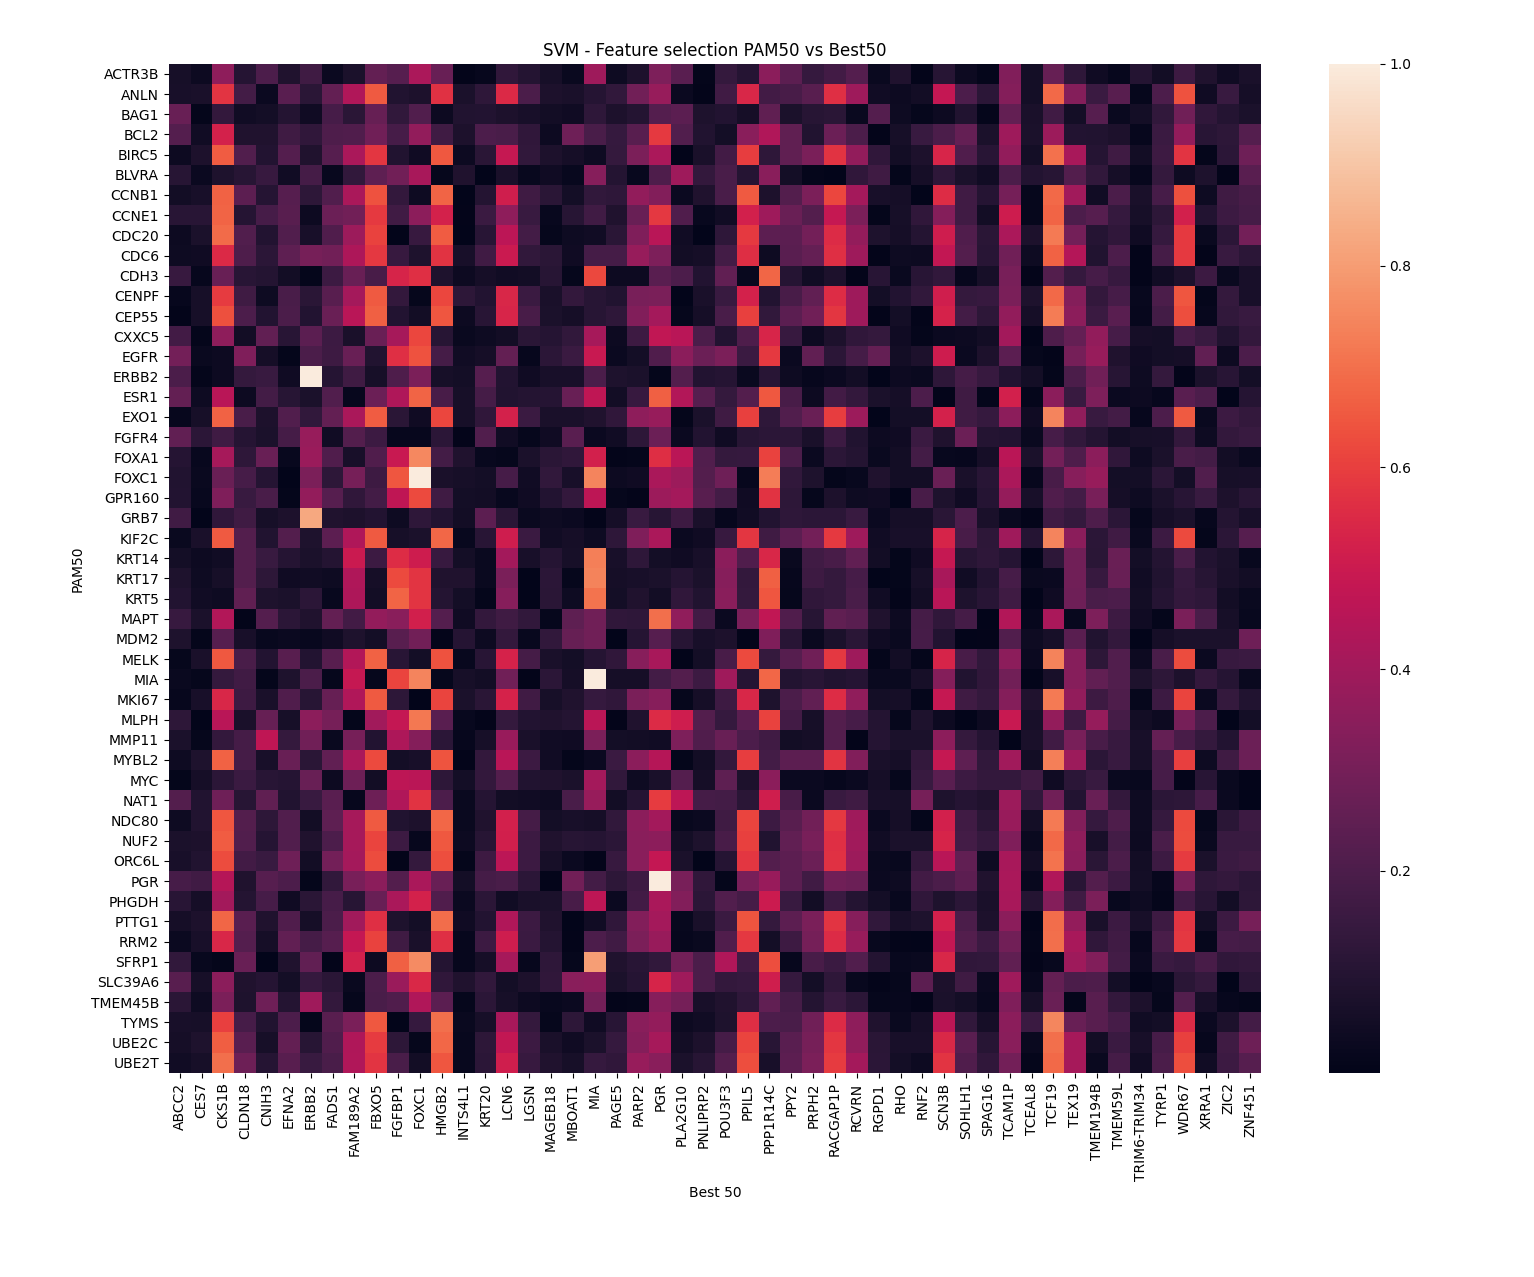 SVM - Feature selection PAM50 vs Best50
PAM50
ACTR3B
ANLN
BAG1
BCL2
BIRC5
BLVRA
CCNB1
CCNE1
CDC20
CDC6
CDH3
CENPF
CEP55
CXXC5
EGFR
ERBB2
ESR1
EXO1
FGFR4
FOXA1
FOXC1
GPR160
GRB7
KIF2C
KRT14
KRT17
KRT5
MAPT
MDM2
MELK
MIA
MKI67
MLPH
MMP11
MYBL2
MYC
NAT1
NDC80
NUF2
ORC6L
PGR
PHGDH
PTTG1
RRM2
SFRP1
SLC39A6
TMEM45B
TYMS
UBE2C
UBE2T
ABCC2
CES7
CKS1B
CLDN18
CNIH3
EFNA2
ERBB2
FADS1
FAM189A2
FBXO5
FGFBP1
FOXC1
HMGB2
INTS4L1
KRT20
LCN6
LGSN
MAGEB18
MBOAT1
MIA
PAGE5
PARP2
PGR
PLA2G10
PNLIPRP2
POU3F3
PPIL5
PPP1R14C
PPY2
PRPH2
RACGAP1P
RCVRN
RGPD1
RHO
RNF2
SCN3B
SOHLH1
SPAG16
TCAM1P
TCEAL8
TCF19
TEX19
TMEM194B
TMEM59L
TRIM6-TRIM34
TYRP1
WDR67
XRRA1
ZIC2
ZNF451
Best 50
1.0
0.8
0.6
0.4
0.2